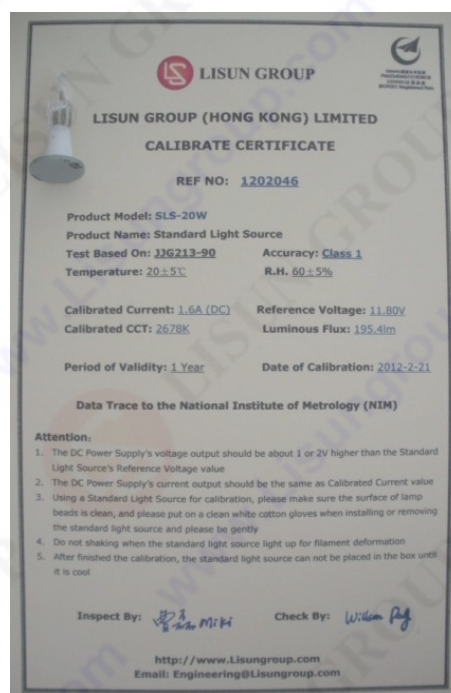 LISUN GROUP
LISUN GROUP (HONG KONG) LIMITED
CALIBRATE CERTIFICATE
REF NO: 1202046
Product Model: SLS-20W
Product Name: Standard Light Source
Test Based On: JJG213-90 Accuracy: Class 1
Temperature: 20±5℃ R.H. 60±5%
Calibrated Current: 1.6A (DC) Reference Voltage: 11.80V
Calibrated CCT: 2678K Luminous Flux: 195.4lm
Period of Validity: 1 Year Date of Calibration: 2012-2-21
Data Trace to the National Institute of Metrology (NIM)
Attention:
1. The DC Power Supply's voltage output should be about 1 or 2V higher than the Standard
Light Source's Reference Voltage value
2. The DC Power Supply's current output should be the same as Calibrated Current value
3. Using a Standard Light Source for calibration, please make sure the surface of lamp
beads is clean, and please put on a clean white cotton gloves when installing or removing
the standard light source and please be gently
4. Do not shaking when the standard light source light up for filament deformation
5. After finished the calibration, the standard light source can not be placed in the box until
it is cool
Inspect By: Miki Check By: William
http://www.Lisungroup.com
Email: Engineering@Lisungroup.com